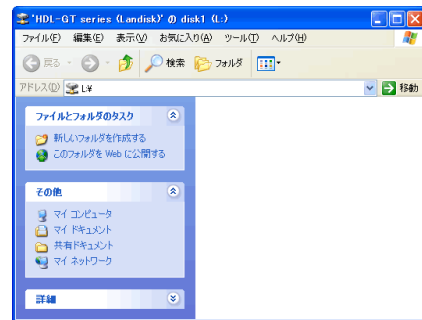 'HDL-GT series (Landisk)' の disk1 (L:)
ファイル(F) 編集(E) 表示(V) お気に入り(A) ツール(T) ヘルプ(H)
戻る 検索 フォルダ
アドレス(D) L:¥ 移動
ファイルとフォルダのタスク
新しいフォルダを作成する
このフォルダを Web に公開する
その他
マイ コンピュータ
マイ ドキュメント
共有ドキュメント
マイ ネットワーク
詳細